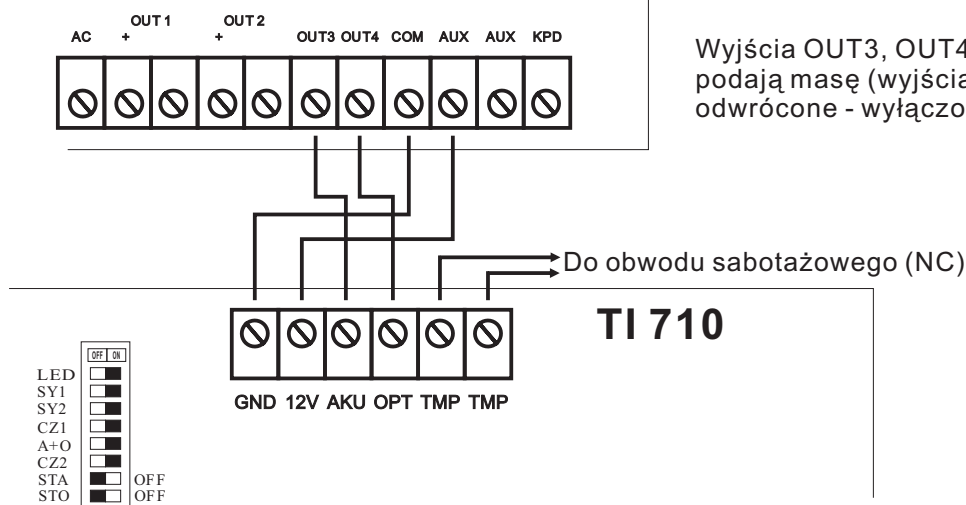 OUT 1 OUT 2
AC + + OUT3 OUT4 COM AUX AUX KPD
Wyjścia OUT3, OUT4
podają masę (wyjścia
odwrócone - wyłączo
Do obwodu sabotażowego (NC)
TI 710
GND 12V AKU OPT TMP TMP
OFF ON
LED
SY1
SY2
CZ1
A+O
CZ2
STA OFF
STO OFF